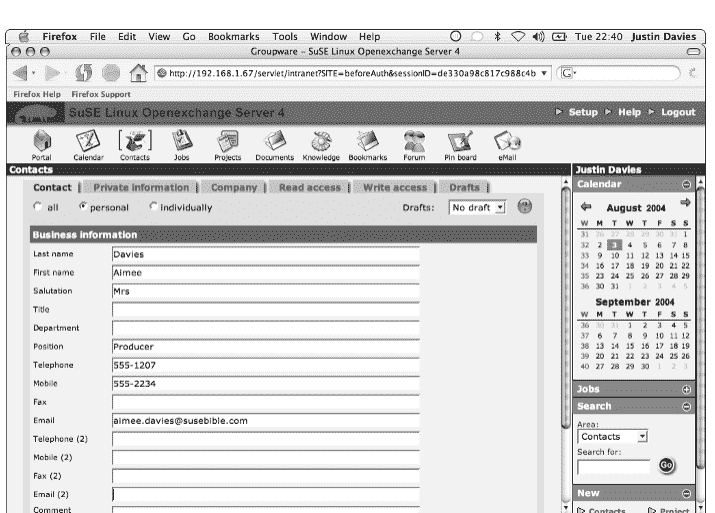 Firefox File Edit View Go Bookmarks Tools Window Help Tue 22:40 Justin Davies
Groupware – SuSE Linux Openexchange Server 4
http://192.168.1.67/servlet/intranet?SITE=beforeAuth&sessionID=de330a98c817c988c4b G
Firefox Help Firefox Support
SuSE Linux Openexchange Server 4 Setup Help Logout
Portal Calendar Contacts Jobs Projects Documents Knowledge Bookmarks Forum Pin board eMail
Contacts Justin Davies
Contact Private information Company Read access Write access Drafts
all personal individually Drafts: No draft
Business information
Last name Davies
First name Aimee
Salutation Mrs
Title
Department
Position Producer
Telephone 555-1207
Mobile 555-2234
Fax
Email aimee.davies@susebible.com
Telephone (2)
Mobile (2)
Fax (2)
Email (2)
Comment
Calendar
August 2004
W M T W T F S S
31 26 27 28 29 30 31 1
32 2 3 4 5 6 7 8
33 9 10 11 12 13 14 15
34 16 17 18 19 20 21 22
35 23 24 25 26 27 28 29
36 30 31 1 2 3 4 5
September 2004
W M T W T F S S
36 30 31 1 2 3 4 5
37 6 7 8 9 10 11 12
38 13 14 15 16 17 18 19
39 20 21 22 23 24 25 26
40 27 28 29 30 1 2 3
Jobs
Search
Area:
Contacts
Search for:
Go
New
Contacts Project